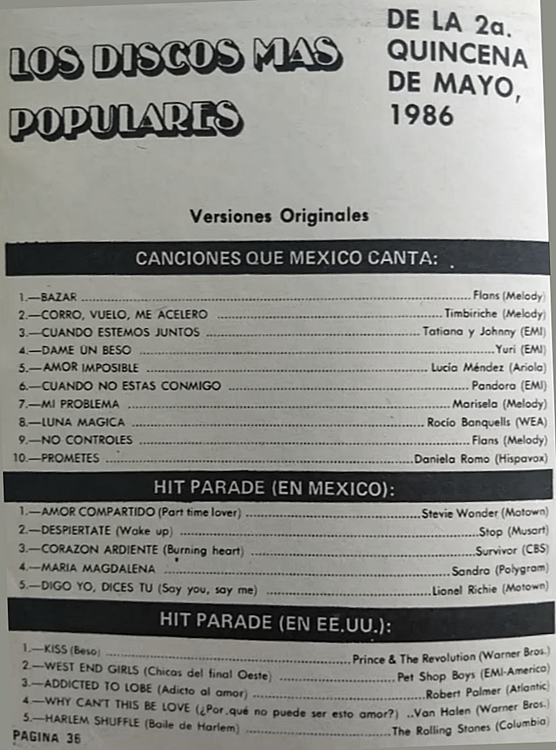 LOS DISCOS MAS
POPULARES
DE LA 2a.
QUINCENA
DE MAYO,
1986
Versiones Originales
CANCIONES QUE MEXICO CANTA:
1.—BAZAR ... Flans (Melody)
2.—CORRO, VUELO, ME ACELERO ... Timbiriche (Melody)
3.—CUANDO ESTEMOS JUNTOS ... Tatiana y Johnny (EMI)
4.—DAME UN BESO ... Yuri (EMI)
5.—AMOR IMPOSIBLE ... Lucía Méndez (Ariola)
6.—CUANDO NO ESTAS CONMIGO ... Pandora (EMI)
7.—MI PROBLEMA ... Marisela (Melody)
8.—LUNA MAGICA ... Rocío Banquells (WEA)
9.—NO CONTROLES ... Flans (Melody)
10.—PROMETES ... Daniela Romo (Hispavox)
HIT PARADE (EN MEXICO):
1.—AMOR COMPARTIDO (Part time lover) ... Stevie Wonder (Motown)
2.—DESPIERTATE (Wake up) ... Stop (Musart)
3.—CORAZON ARDIENTE (Burning heart) ... Survivor (CBS)
4.—MARIA MAGDALENA ... Sandra (Polygram)
5.—DIGO YO, DICES TU (Say you, say me) ... Lionel Richie (Motown)
HIT PARADE (EN EE.UU.):
1.—KISS (Beso) ... Prince & The Revolution (Warner Bros.)
2.—WEST END GIRLS (Chicas del final Oeste) ... Pet Shop Boys (EMI-America)
3.—ADDICTED TO LOBE (Adicto al amor) ... Robert Palmer (Atlantic)
4.—WHY CAN'T THIS BE LOVE (¿Por qué no puede ser esto amor?) ..Van Halen (Warner Bros.)
5.—HARLEM SHUFFLE (Baile de Harlem) ... The Rolling Stones (Columbia)
PAGINA 36